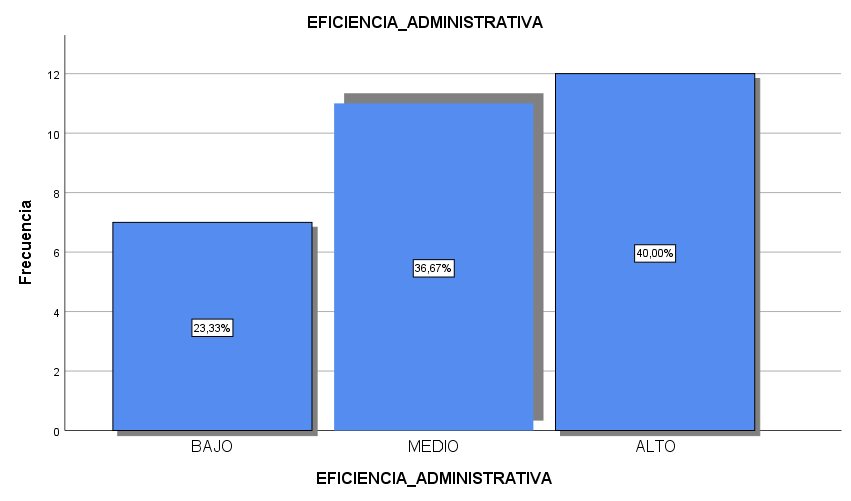 EFICIENCIA_ADMINISTRATIVA
Frecuencia
12
10
8
6
4
2
0
23,33%
36,67%
40,00%
BAJO
MEDIO
ALTO
EFICIENCIA_ADMINISTRATIVA